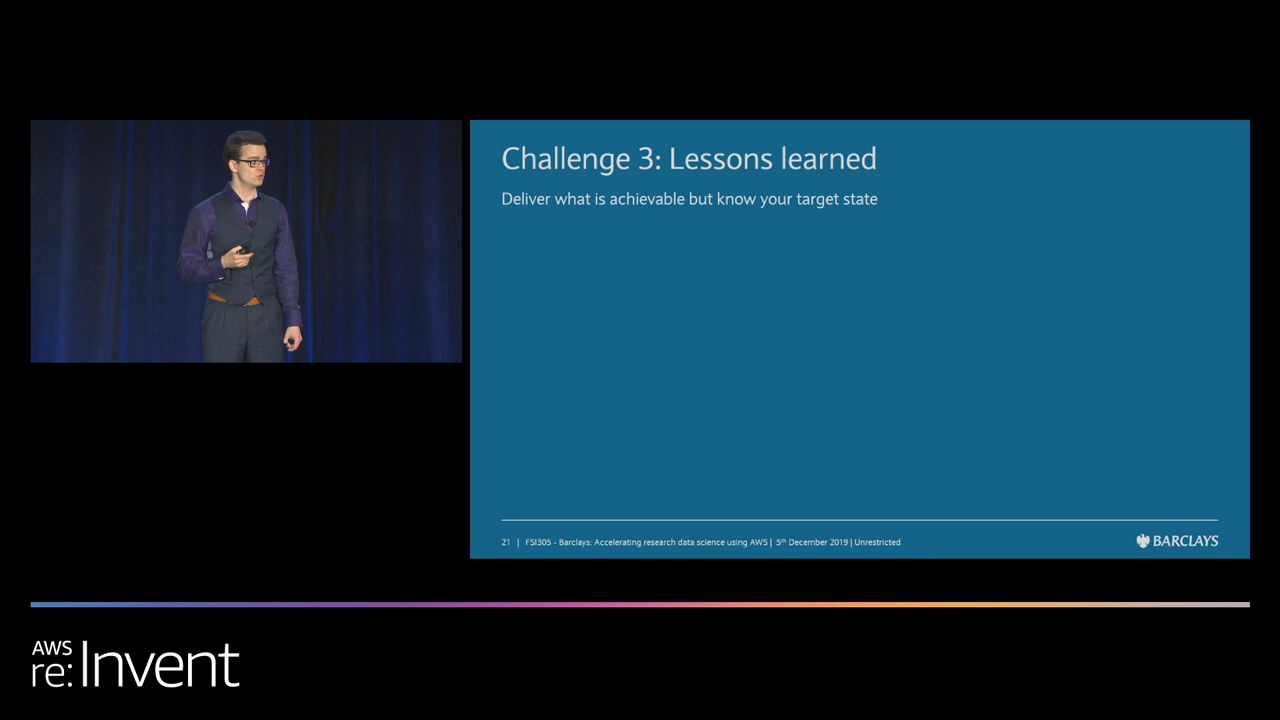 Challenge 3: Lessons learned
Deliver what is achievable but know your target state
21 | FSI305 - Barclays: Accelerating research data science using AWS | 5th December 2019 | Unrestricted
BARCLAYS
AWS
re:Invent